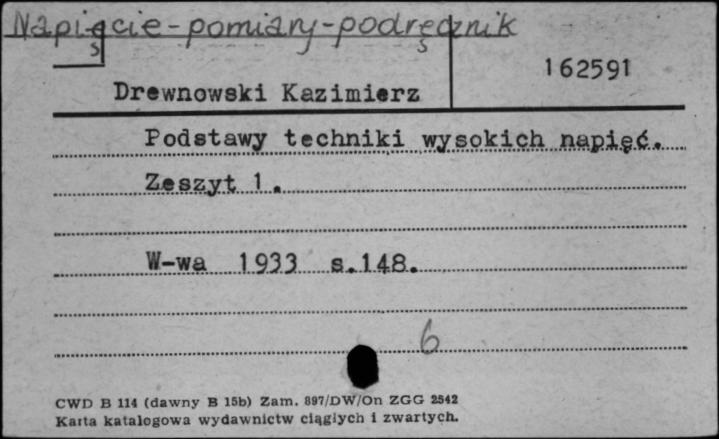 Napięcie-pomiary-podręcznik
162591
Drewnowski Kazimierz
Podstawy techniki wysokich napięć.
Zeszyt 1.
W-wa 1933 s.148.
6
CWD B 114 (dawny B 15b) Zam. 897/DW/On ZGG 2542
Karta katalogowa wydawnictw ciągłych i zwartych.